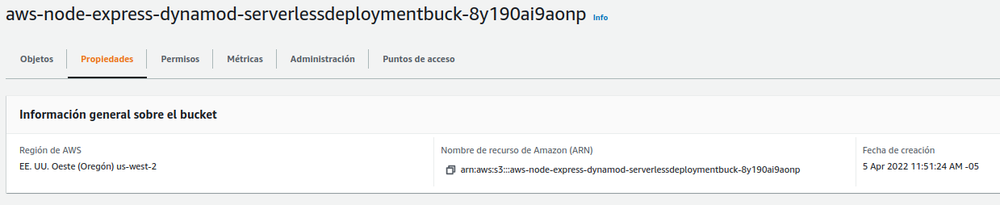 aws-node-express-dynamod-serverlessdeploymentbuck-8y190ai9aonp Info
Objetos Propiedades Permisos Métricas Administración Puntos de acceso
Información general sobre el bucket
Región de AWS Nombre de recurso de Amazon (ARN) Fecha de creación
EE. UU. Oeste (Oregón) us-west-2 arn:aws:s3:::aws-node-express-dynamod-serverlessdeploymentbuck-8y190ai9aonp 5 Apr 2022 11:51:24 AM -05